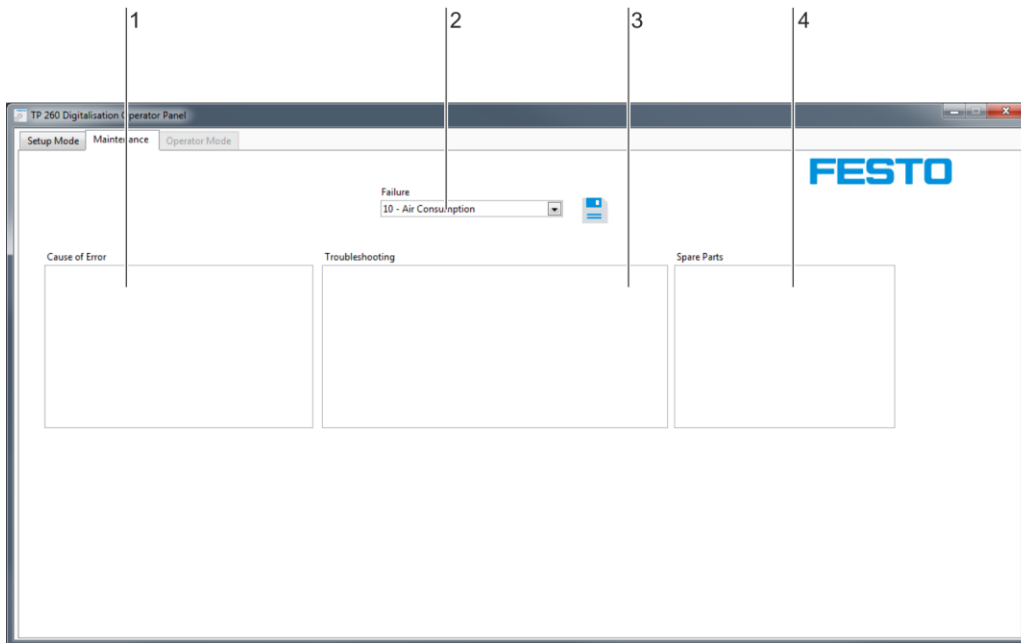 1 2 3 4
TP 260 Digitalisation Operator Panel
Setup Mode Maintenance Operator Mode
FESTO
Failure
10 - Air Consumption
Cause of Error Troubleshooting Spare Parts